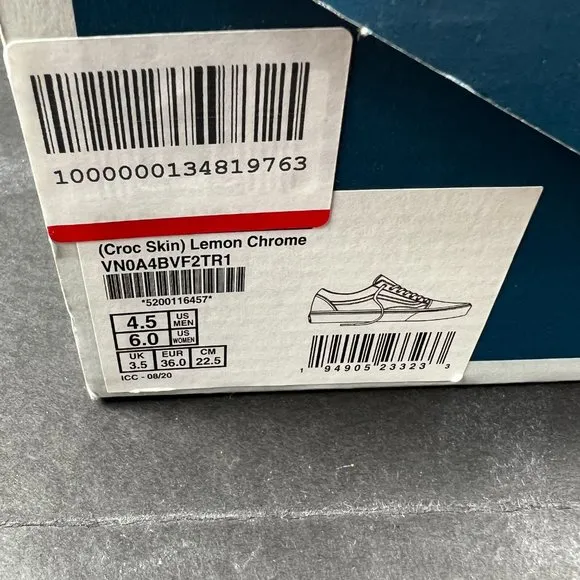 1000000134819763
(Croc Skin) Lemon Chrome
VN0A4BVF2TR1
*5200116457*
4.5 US MEN
6.0 US WOMEN
UK EUR CM
3.5 36.0 22.5
ICC - 08/20
1 94905 23323 3